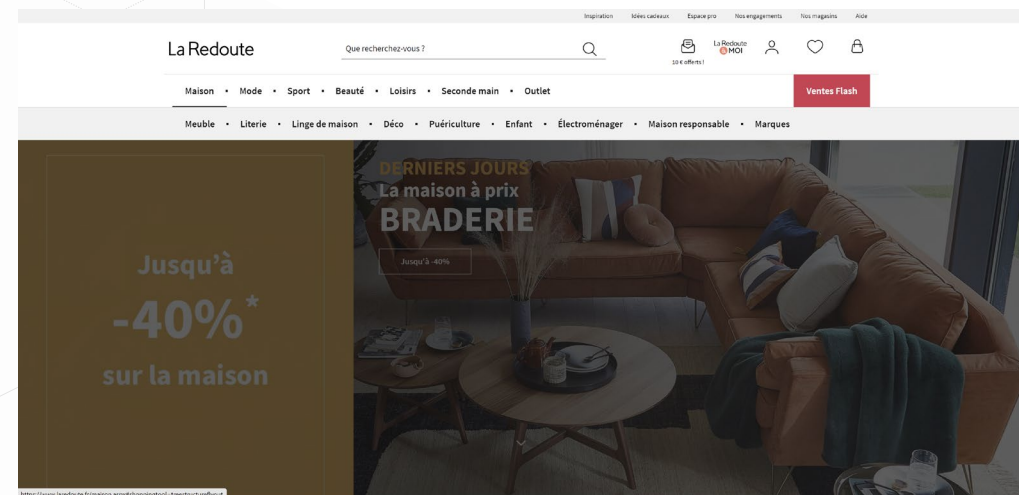 Inspiration Idées cadeaux Espace pro Nos engagements Nos magasins Aide
La Redoute
Que recherchez-vous ?
10 € offerts !
La Redoute
& MOI
Maison • Mode • Sport • Beauté • Loisirs • Seconde main • Outlet
Ventes Flash
Meuble • Literie • Linge de maison • Déco • Puériculture • Enfant • Électroménager • Maison responsable • Marques
Jusqu'à
-40%*
sur la maison
DERNIERS JOURS
La maison à prix
BRADERIE
Jusqu'à -40%